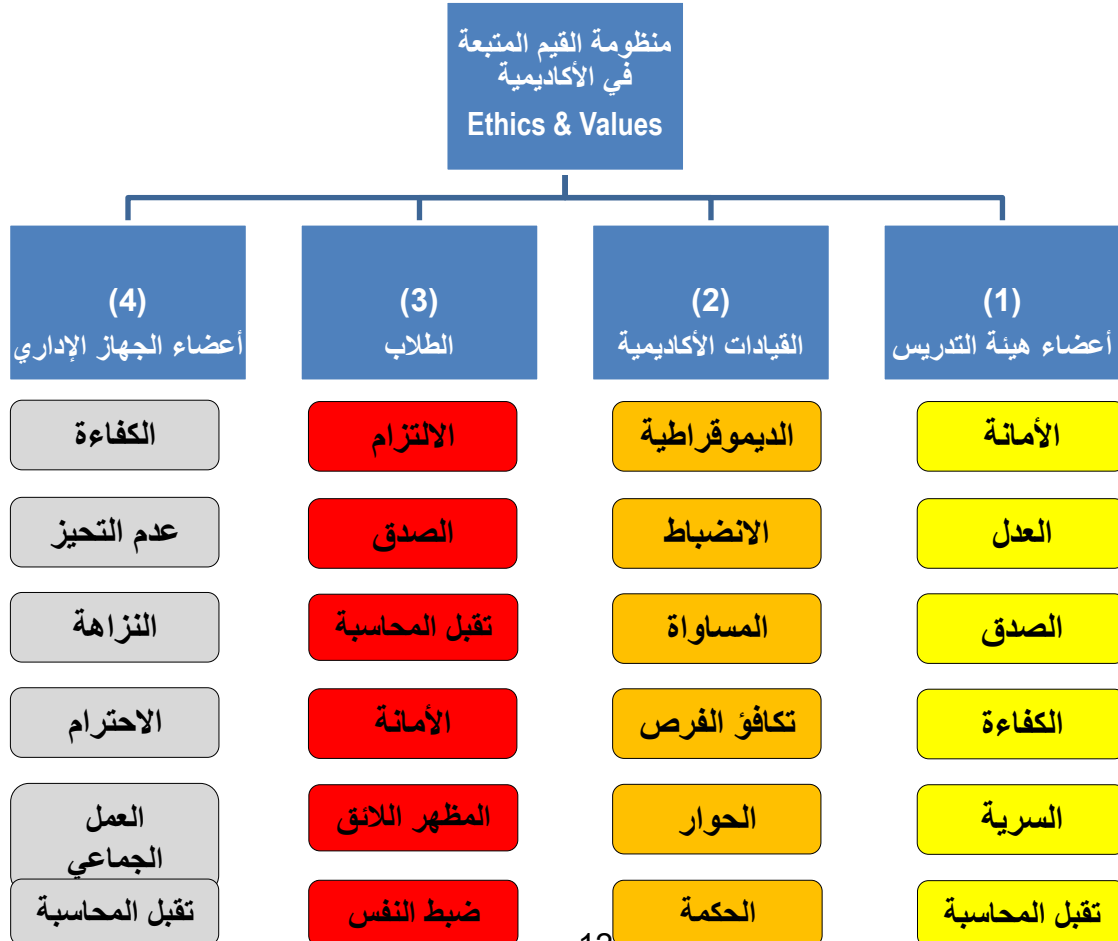 منظومة القيم المتبعة
في الأكاديمية
Ethics & Values
(1)
أعضاء هيئة التدريس
(2)
القيادات الأكاديمية
(3)
الطلاب
(4)
أعضاء الجهاز الإداري
الأمانة
العدل
الصدق
الكفاءة
السرية
تقبل المحاسبة
الديموقراطية
الانضباط
المساواة
تكافؤ الفرص
الحوار
الحكمة
الالتزام
الصدق
تقبل المحاسبة
الأمانة
المظهر اللائق
ضبط النفس
الكفاءة
عدم التحيز
النزاهة
الاحترام
العمل
الجماعي
تقبل المحاسبة